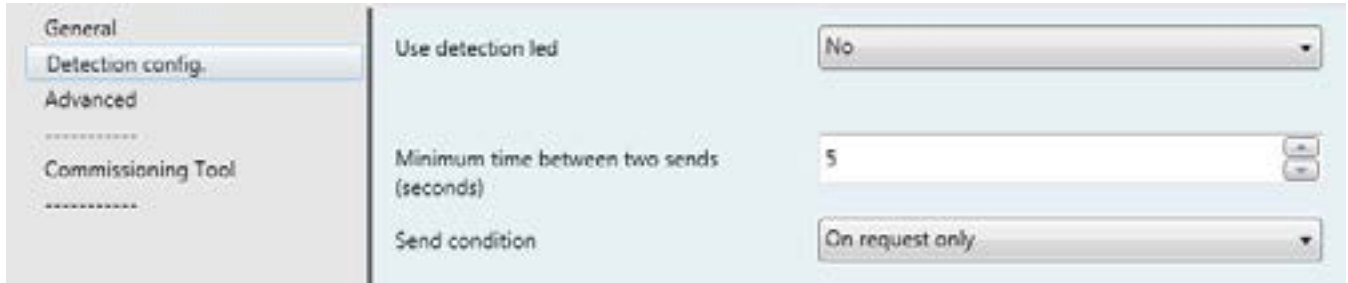 General
Detection config.
Advanced
-----------
Commissioning Tool
-----------
Use detection led
No
Minimum time between two sends
(seconds)
5
Send condition
On request only